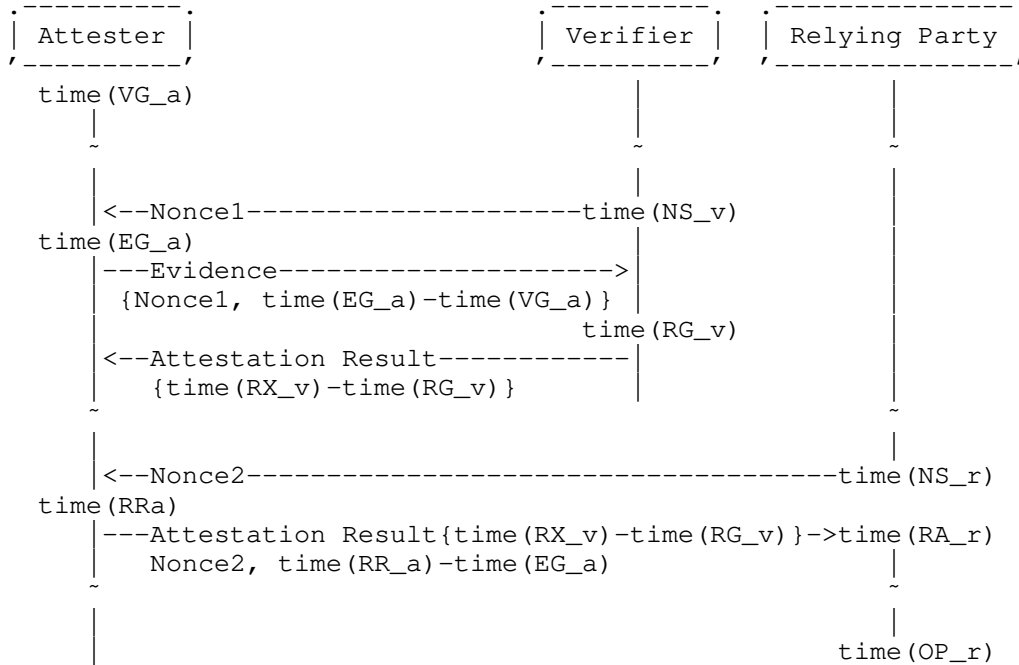 Attester Verifier Relying Party
time(VG_a)
~ ~ ~
<--Nonce1---------------------time(NS_v)
time(EG_a)
---Evidence--------------------->
{Nonce1, time(EG_a)-time(VG_a)}
time(RG_v)
<--Attestation Result------------
{time(RX_v)-time(RG_v)}
~ ~
<--Nonce2-------------------------------------time(NS_r)
time(RRa)
---Attestation Result{time(RX_v)-time(RG_v)}->time(RA_r)
Nonce2, time(RR_a)-time(EG_a)
~ ~
time(OP_r)